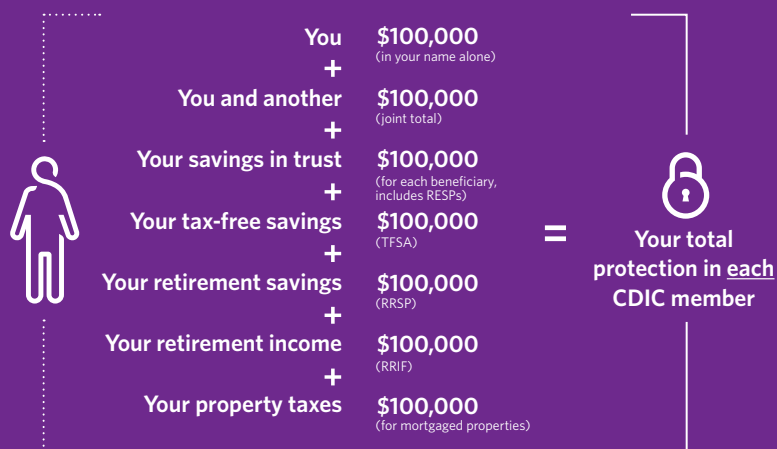 You $100,000
(in your name alone)
+
You and another $100,000
(joint total)
+
Your savings in trust $100,000
(for each beneficiary,
includes RESPs)
+
Your tax-free savings $100,000
(TFSA)
+
Your retirement savings $100,000
(RRSP)
+
Your retirement income $100,000
(RRIF)
+
Your property taxes $100,000
(for mortgaged properties)
=
Your total
protection in each
CDIC member